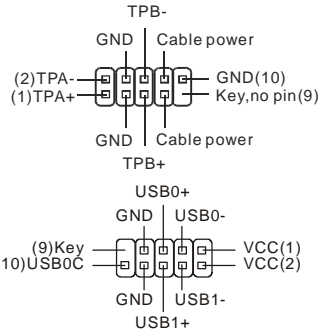 TPB-
GND Cable power
(2)TPA- GND(10)
(1)TPA+ Key,no pin(9)
GND Cable power
TPB+
USB0+
GND USB0-
(9)Key VCC(1)
10)USB0C VCC(2)
GND USB1-
USB1+